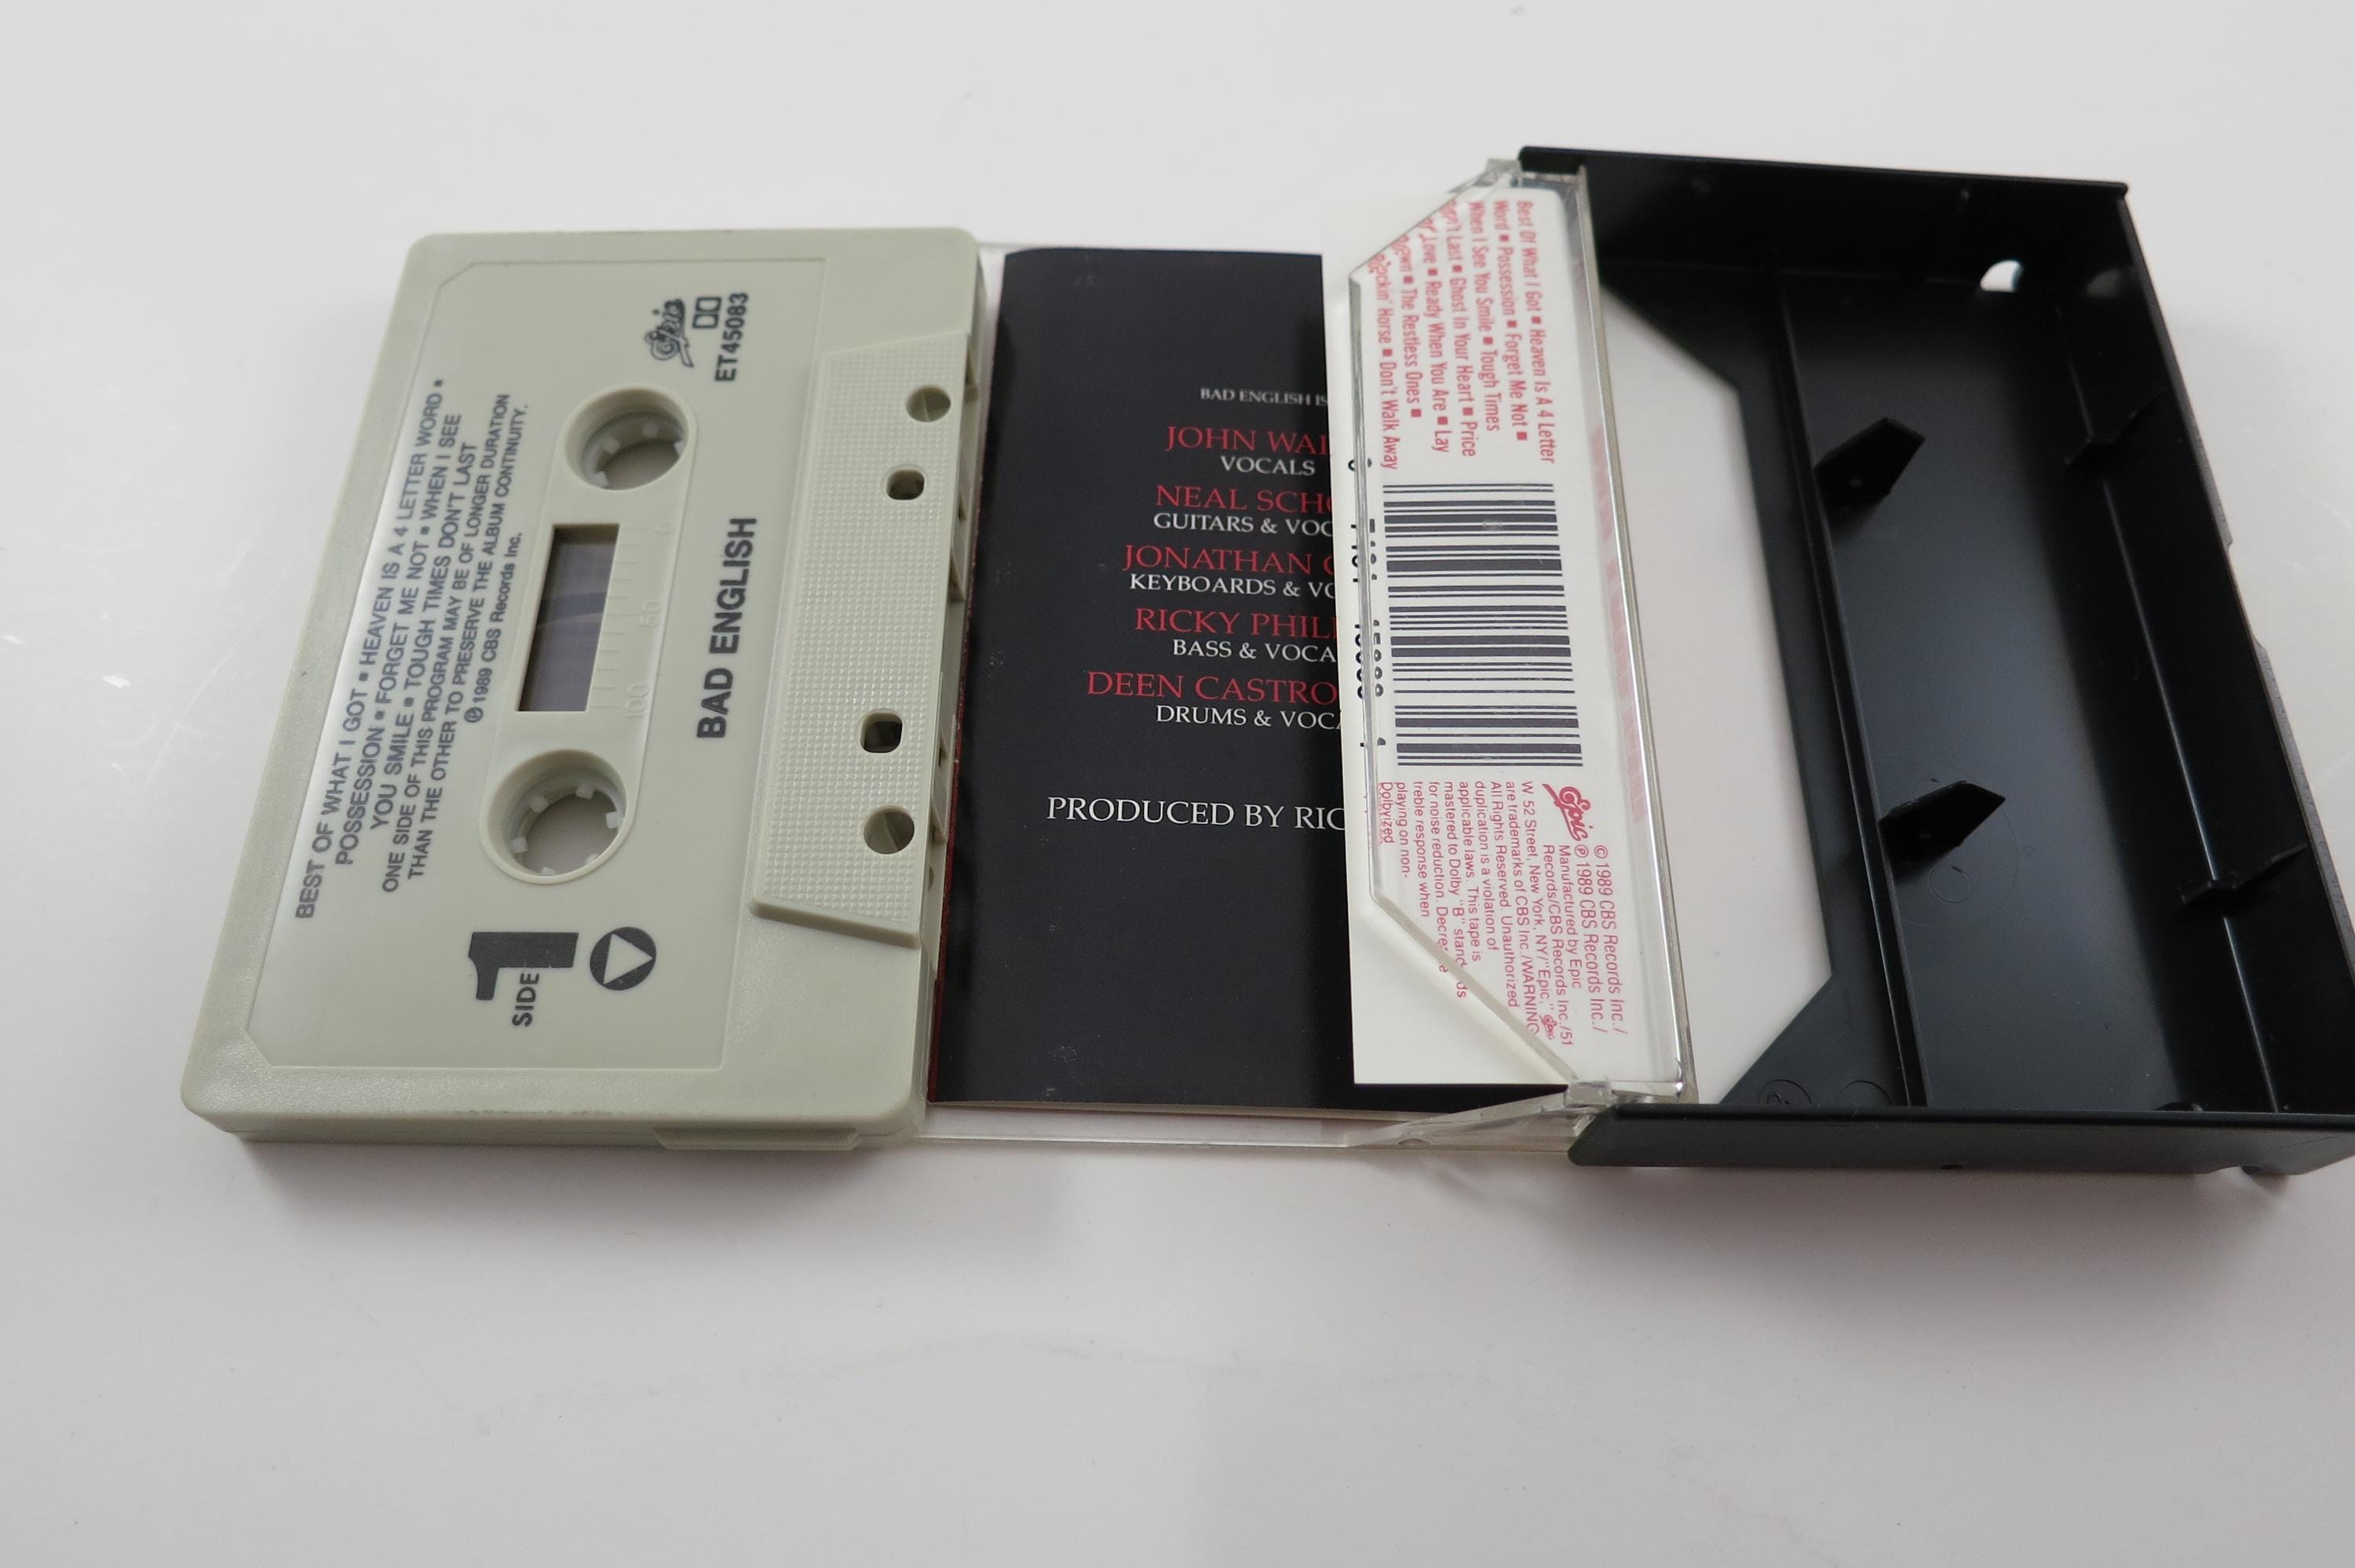 BEST OF WHAT I GOT ▪ HEAVEN IS A 4 LETTER WORD ▪
POSSESSION ▪ FORGET ME NOT ▪ WHEN I SEE
YOU SMILE ▪ TOUGH TIMES DON'T LAST
ONE SIDE OF THIS PROGRAM MAY BE OF LONGER DURATION
THAN THE OTHER TO PRESERVE THE ALBUM CONTINUITY.
℗1989 CBS Records Inc.
Epic
ET45083
0 50 100
SIDE 1
BAD ENGLISH
BAD ENGLISH IS
JOHN WAI
VOCALS
NEAL SCHO
GUITARS & VOC
JONATHAN C
KEYBOARDS & VO
RICKY PHIL
BASS & VOCA
DEEN CASTRO
DRUMS & VOCA
PRODUCED BY RIC
Best Of What I Got ■ Heaven Is A 4 Letter
Word ■ Possession ■ Forget Me Not ■
When I See You Smile ■ Tough Times
Don't Last ■ Ghost In Your Heart ■ Price
Of Love ■ Ready When You Are ■ Lay
Down ■ The Restless Ones ■
Rockin' Horse ■ Don't Walk Away
Epic
© 1989 CBS Records Inc./
℗ 1989 CBS Records Inc./
Manufactured by Epic
Records/CBS Records Inc./51
W 52 Street, New York, NY/"Epic,"
are trademarks of CBS Inc./WARNING
All Rights Reserved. Unauthorized
duplication is a violation of
applicable laws. This tape is
mastered to Dolby "B" standards
for noise reduction. Decrease
treble response when
playing on non-
Dolbyized